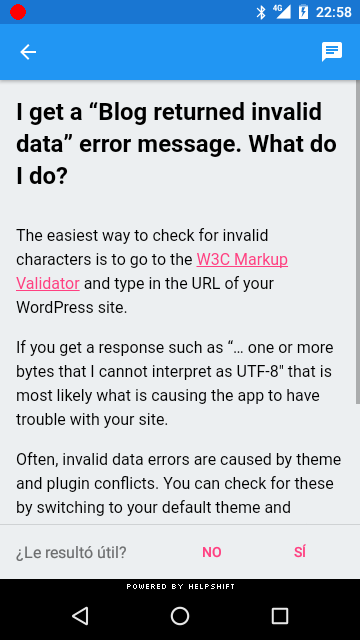 4G 22:58
I get a “Blog returned invalid
data” error message. What do
I do?
The easiest way to check for invalid
characters is to go to the W3C Markup
Validator and type in the URL of your
WordPress site.
If you get a response such as “… one or more
bytes that I cannot interpret as UTF-8" that is
most likely what is causing the app to have
trouble with your site.
Often, invalid data errors are caused by theme
and plugin conflicts. You can check for these
by switching to your default theme and
¿Le resultó útil? NO SÍ
POWERED BY HELPSHIFT